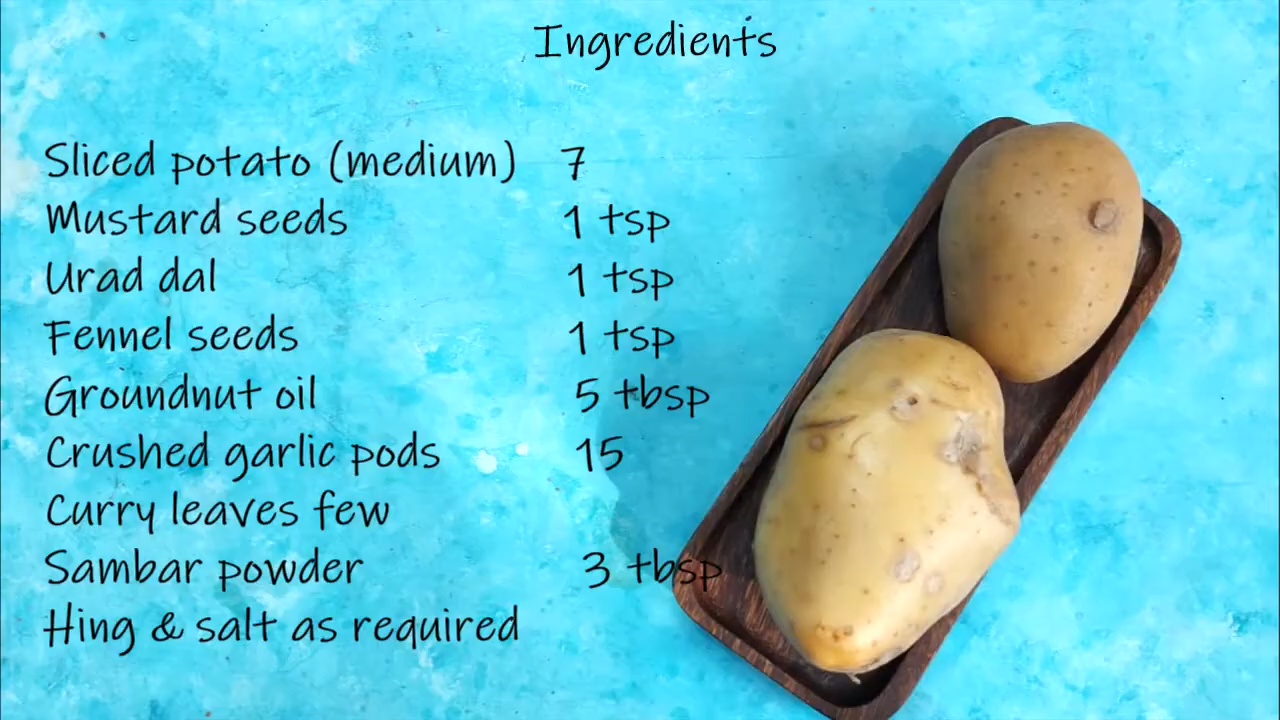 Ingredients
Sliced potato (medium) 7
Mustard seeds 1 tsp
Urad dal 1 tsp
Fennel seeds 1 tsp
Groundnut oil 5 tbsp
Crushed garlic pods 15
Curry leaves few
Sambar powder 3 tbsp
Hing & salt as required